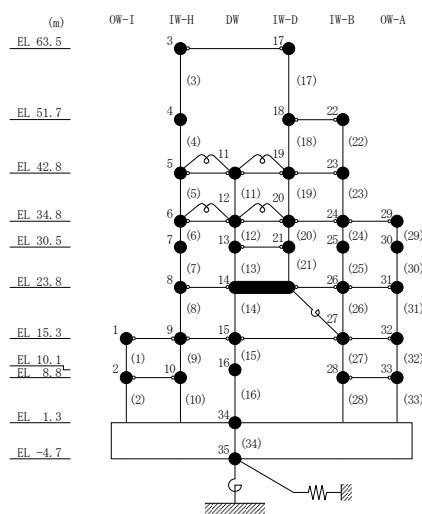 (m) OW-I IW-H DW IW-D IW-B OW-A
EL 63.5 3 17
(3) (17)
EL 51.7 4 18 22
(4) (18) (22)
11 19
EL 42.8 5 23
(5) (11) (19) (23)
12 20
EL 34.8 6 24 29
(6) (12) (20) (24) (29)
EL 30.5 7 13 21 25 30
(7) (13) (21) (25) (30)
EL 23.8 8 14 26 31
(8) (14) (26) (31)
27
EL 15.3 1 9 15 32
(1) (9) (15) (27) (32)
EL 10.1 16
EL 8.8 2 10 28 33
(2) (10) (16) (28) (33)
EL 1.3 34
(34)
EL -4.7 35